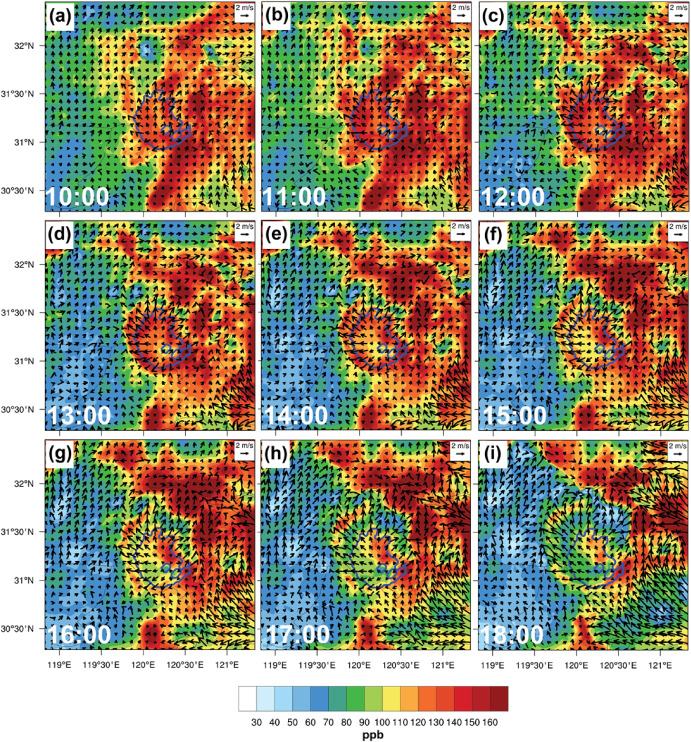 (a) 2 m/s (b) 2 m/s (c) 2 m/s
32°N
31°30'N
31°N
30°30'N
10:00 11:00 12:00
(d) 2 m/s (e) 2 m/s (f) 2 m/s
32°N
31°30'N
31°N
30°30'N
13:00 14:00 15:00
(g) 2 m/s (h) 2 m/s (i) 2 m/s
32°N
31°30'N
31°N
30°30'N
16:00 17:00 18:00
119°E 119°30'E 120°E 120°30'E 121°E 119°E 119°30'E 120°E 120°30'E 121°E 119°E 119°30'E 120°E 120°30'E 121°E
30 40 50 60 70 80 90 100 110 120 130 140 150 160
ppb